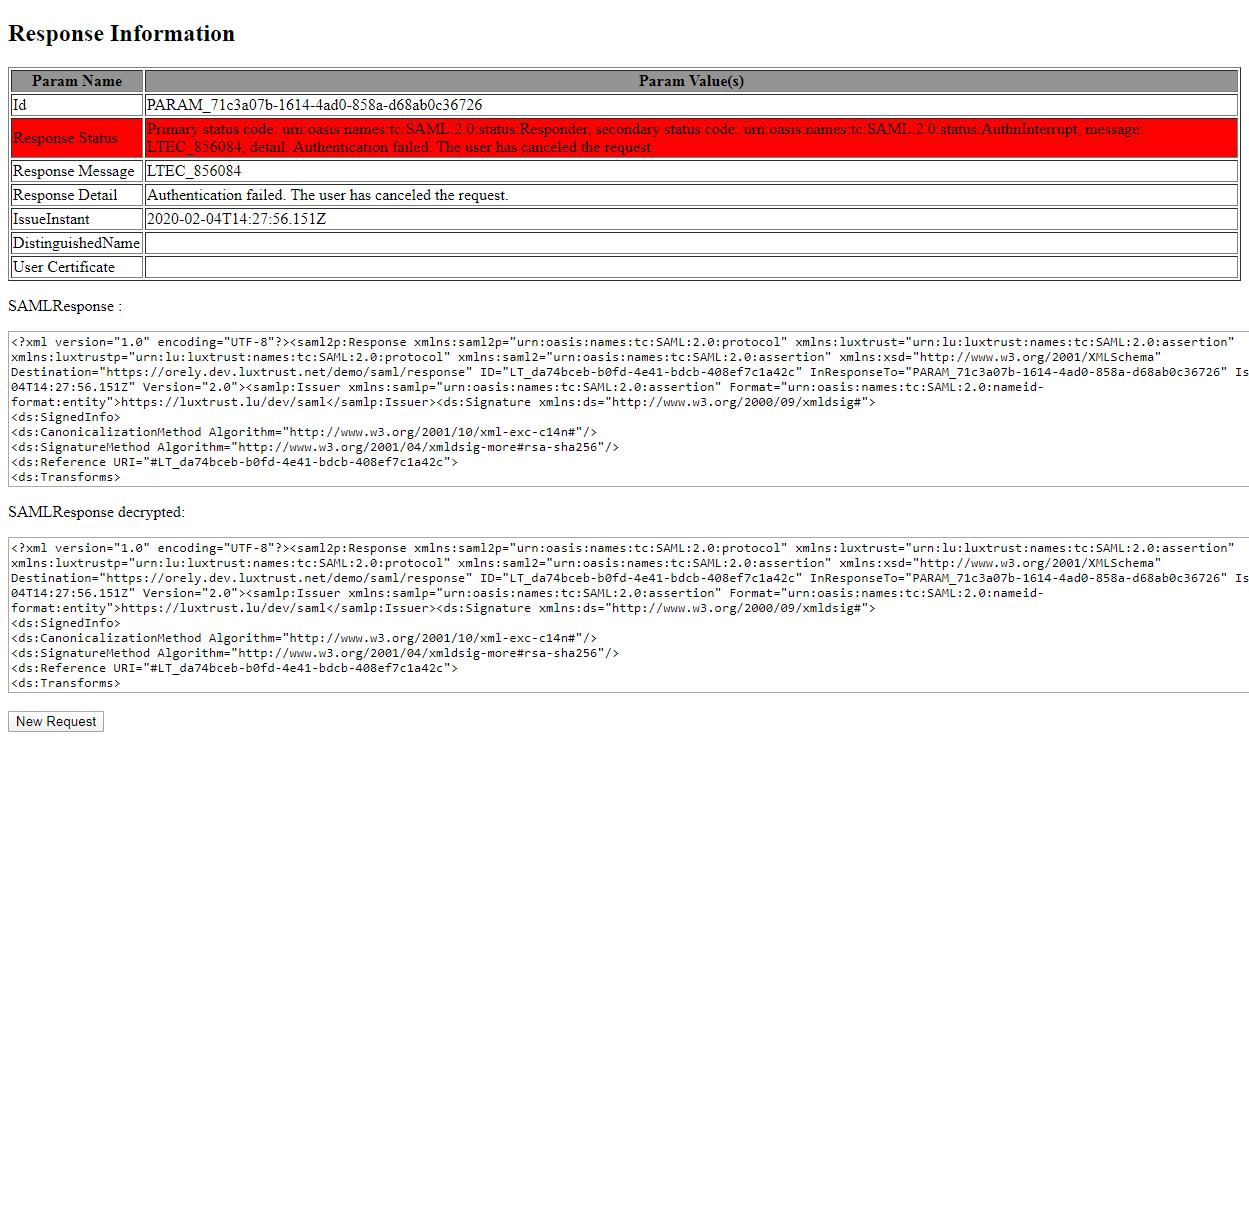 Response Information
Param Name Param Value(s)
Id PARAM_71c3a07b-1614-4ad0-858a-d68ab0c36726
Response Status Primary status code: urn:oasis:names:tc:SAML:2.0:status:Responder, secondary status code: urn:oasis:names:tc:SAML:2.0:status:AuthnInterrupt, message:
LTEC_856084, detail: Authentication failed. The user has canceled the request.
Response Message LTEC_856084
Response Detail Authentication failed. The user has canceled the request.
IssueInstant 2020-02-04T14:27:56.151Z
DistinguishedName
User Certificate
SAMLResponse :
<?xml version="1.0" encoding="UTF-8"?><saml2p:Response xmlns:saml2p="urn:oasis:names:tc:SAML:2.0:protocol" xmlns:luxtrust="urn:lu:luxtrust:names:tc:SAML:2.0:assertion"
xmlns:luxtrustp="urn:lu:luxtrust:names:tc:SAML:2.0:protocol" xmlns:saml2="urn:oasis:names:tc:SAML:2.0:assertion" xmlns:xsd="http://www.w3.org/2001/XMLSchema"
Destination="https://orely.dev.luxtrust.net/demo/saml/response" ID="LT_da74bceb-b0fd-4e41-bdcb-408ef7c1a42c" InResponseTo="PARAM_71c3a07b-1614-4ad0-858a-d68ab0c36726" Is
04T14:27:56.151Z" Version="2.0"><samlp:Issuer xmlns:samlp="urn:oasis:names:tc:SAML:2.0:assertion" Format="urn:oasis:names:tc:SAML:2.0:nameid-
format:entity">https://luxtrust.lu/dev/saml</samlp:Issuer><ds:Signature xmlns:ds="http://www.w3.org/2000/09/xmldsig#">
<ds:SignedInfo>
<ds:CanonicalizationMethod Algorithm="http://www.w3.org/2001/10/xml-exc-c14n#"/>
<ds:SignatureMethod Algorithm="http://www.w3.org/2001/04/xmldsig-more#rsa-sha256"/>
<ds:Reference URI="#LT_da74bceb-b0fd-4e41-bdcb-408ef7c1a42c">
<ds:Transforms>
SAMLResponse decrypted:
<?xml version="1.0" encoding="UTF-8"?><saml2p:Response xmlns:saml2p="urn:oasis:names:tc:SAML:2.0:protocol" xmlns:luxtrust="urn:lu:luxtrust:names:tc:SAML:2.0:assertion"
xmlns:luxtrustp="urn:lu:luxtrust:names:tc:SAML:2.0:protocol" xmlns:saml2="urn:oasis:names:tc:SAML:2.0:assertion" xmlns:xsd="http://www.w3.org/2001/XMLSchema"
Destination="https://orely.dev.luxtrust.net/demo/saml/response" ID="LT_da74bceb-b0fd-4e41-bdcb-408ef7c1a42c" InResponseTo="PARAM_71c3a07b-1614-4ad0-858a-d68ab0c36726" Is
04T14:27:56.151Z" Version="2.0"><samlp:Issuer xmlns:samlp="urn:oasis:names:tc:SAML:2.0:assertion" Format="urn:oasis:names:tc:SAML:2.0:nameid-
format:entity">https://luxtrust.lu/dev/saml</samlp:Issuer><ds:Signature xmlns:ds="http://www.w3.org/2000/09/xmldsig#">
<ds:SignedInfo>
<ds:CanonicalizationMethod Algorithm="http://www.w3.org/2001/10/xml-exc-c14n#"/>
<ds:SignatureMethod Algorithm="http://www.w3.org/2001/04/xmldsig-more#rsa-sha256"/>
<ds:Reference URI="#LT_da74bceb-b0fd-4e41-bdcb-408ef7c1a42c">
<ds:Transforms>
New Request